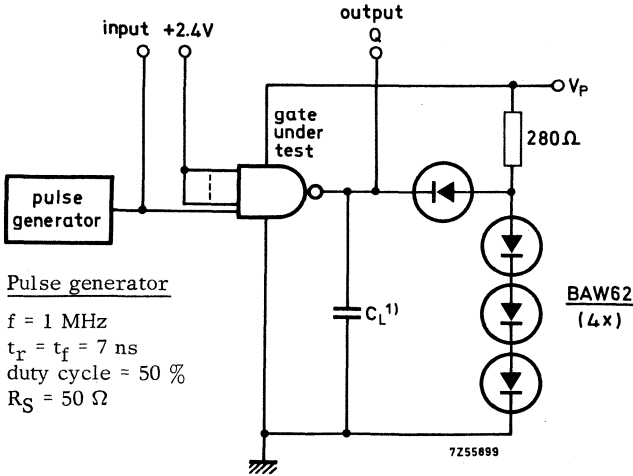 input +2.4V
output
Q
V_P
gate
under
test
280Ω
pulse
generator
BAW62
(4x)
C_L 1)
Pulse generator
f = 1 MHz
t_r = t_f = 7 ns
duty cycle = 50 %
R_S = 50 Ω
7Z55899